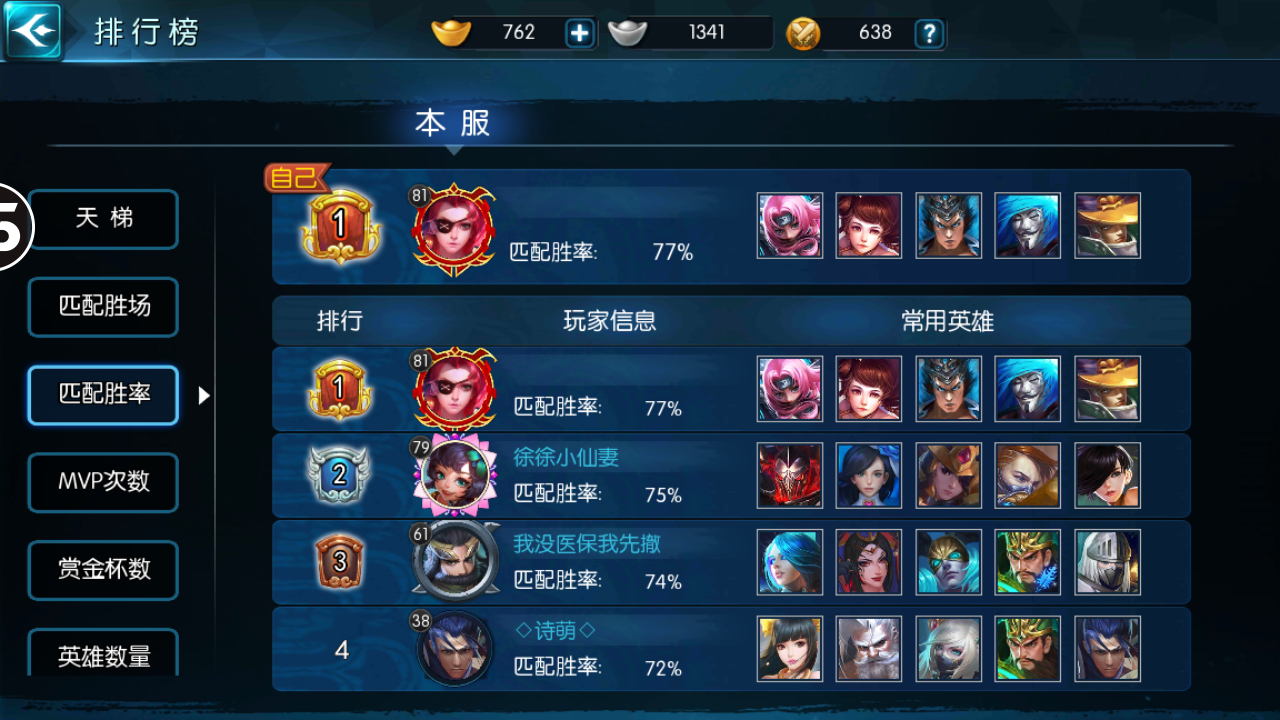 排行榜
762
1341
638
?
本服
自己
1
81
匹配胜率: 77%
5
天梯
匹配胜场
匹配胜率
MVP次数
赏金杯数
英雄数量
排行 玩家信息 常用英雄
1
81
匹配胜率: 77%
2
79
徐徐小仙妻
匹配胜率: 75%
3
61
我没医保我先撤
匹配胜率: 74%
4
38
◇诗萌◇
匹配胜率: 72%